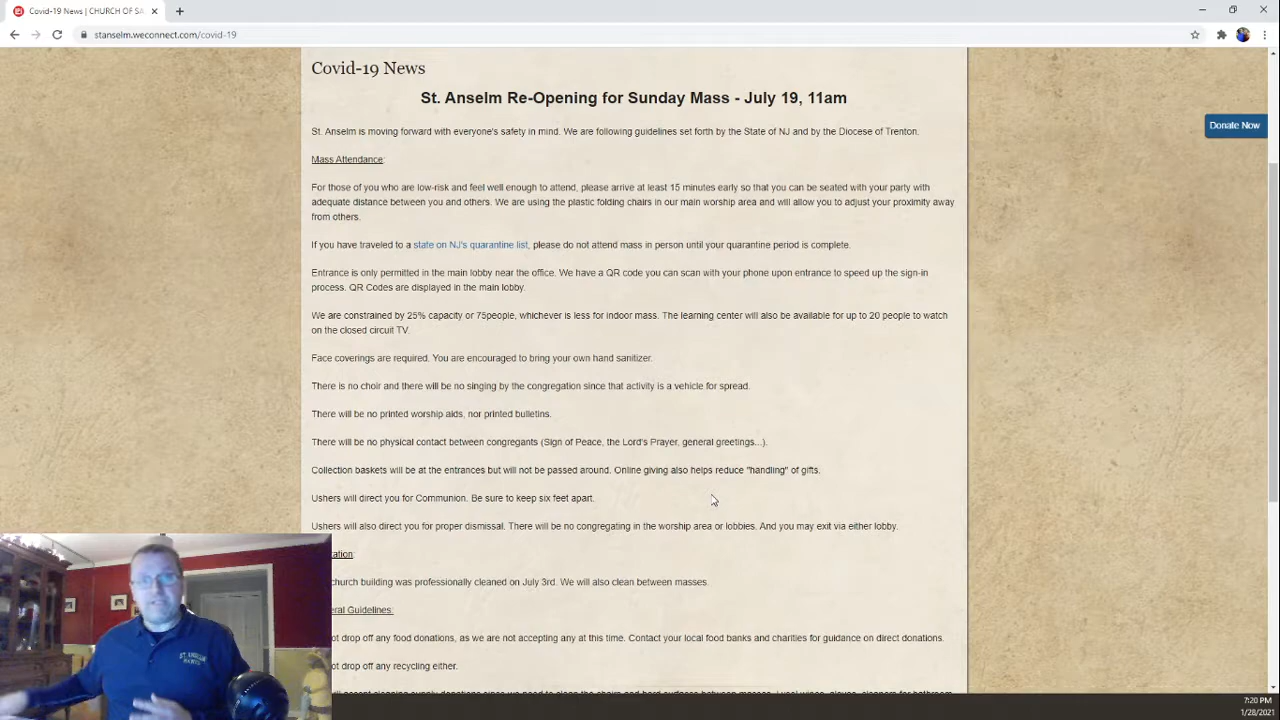 Covid-19 News | CHURCH OF SA
stanselm.weconnect.com/covid-19
Covid-19 News
St. Anselm Re-Opening for Sunday Mass - July 19, 11am
Donate Now
St. Anselm is moving forward with everyone's safety in mind. We are following guidelines set forth by the State of NJ and by the Diocese of Trenton.
Mass Attendance:
For those of you who are low-risk and feel well enough to attend, please arrive at least 15 minutes early so that you can be seated with your party with
adequate distance between you and others. We are using the plastic folding chairs in our main worship area and will allow you to adjust your proximity away
from others.
If you have traveled to a state on NJ's quarantine list, please do not attend mass in person until your quarantine period is complete.
Entrance is only permitted in the main lobby near the office. We have a QR code you can scan with your phone upon entrance to speed up the sign-in
process. QR Codes are displayed in the main lobby.
We are constrained by 25% capacity or 75people, whichever is less for indoor mass. The learning center will also be available for up to 20 people to watch
on the closed circuit TV.
Face coverings are required. You are encouraged to bring your own hand sanitizer.
There is no choir and there will be no singing by the congregation since that activity is a vehicle for spread.
There will be no printed worship aids, nor printed bulletins.
There will be no physical contact between congregants (Sign of Peace, the Lord's Prayer, general greetings...).
Collection baskets will be at the entrances but will not be passed around. Online giving also helps reduce "handling" of gifts.
Ushers will direct you for Communion. Be sure to keep six feet apart.
Ushers will also direct you for proper dismissal. There will be no congregating in the worship area or lobbies. And you may exit via either lobby.
ation:
church building was professionally cleaned on July 3rd. We will also clean between masses.
eral Guidelines:
ot drop off any food donations, as we are not accepting any at this time. Contact your local food banks and charities for guidance on direct donations.
ot drop off any recycling either.
ST. ANSELM
7:20 PM
1/28/2021